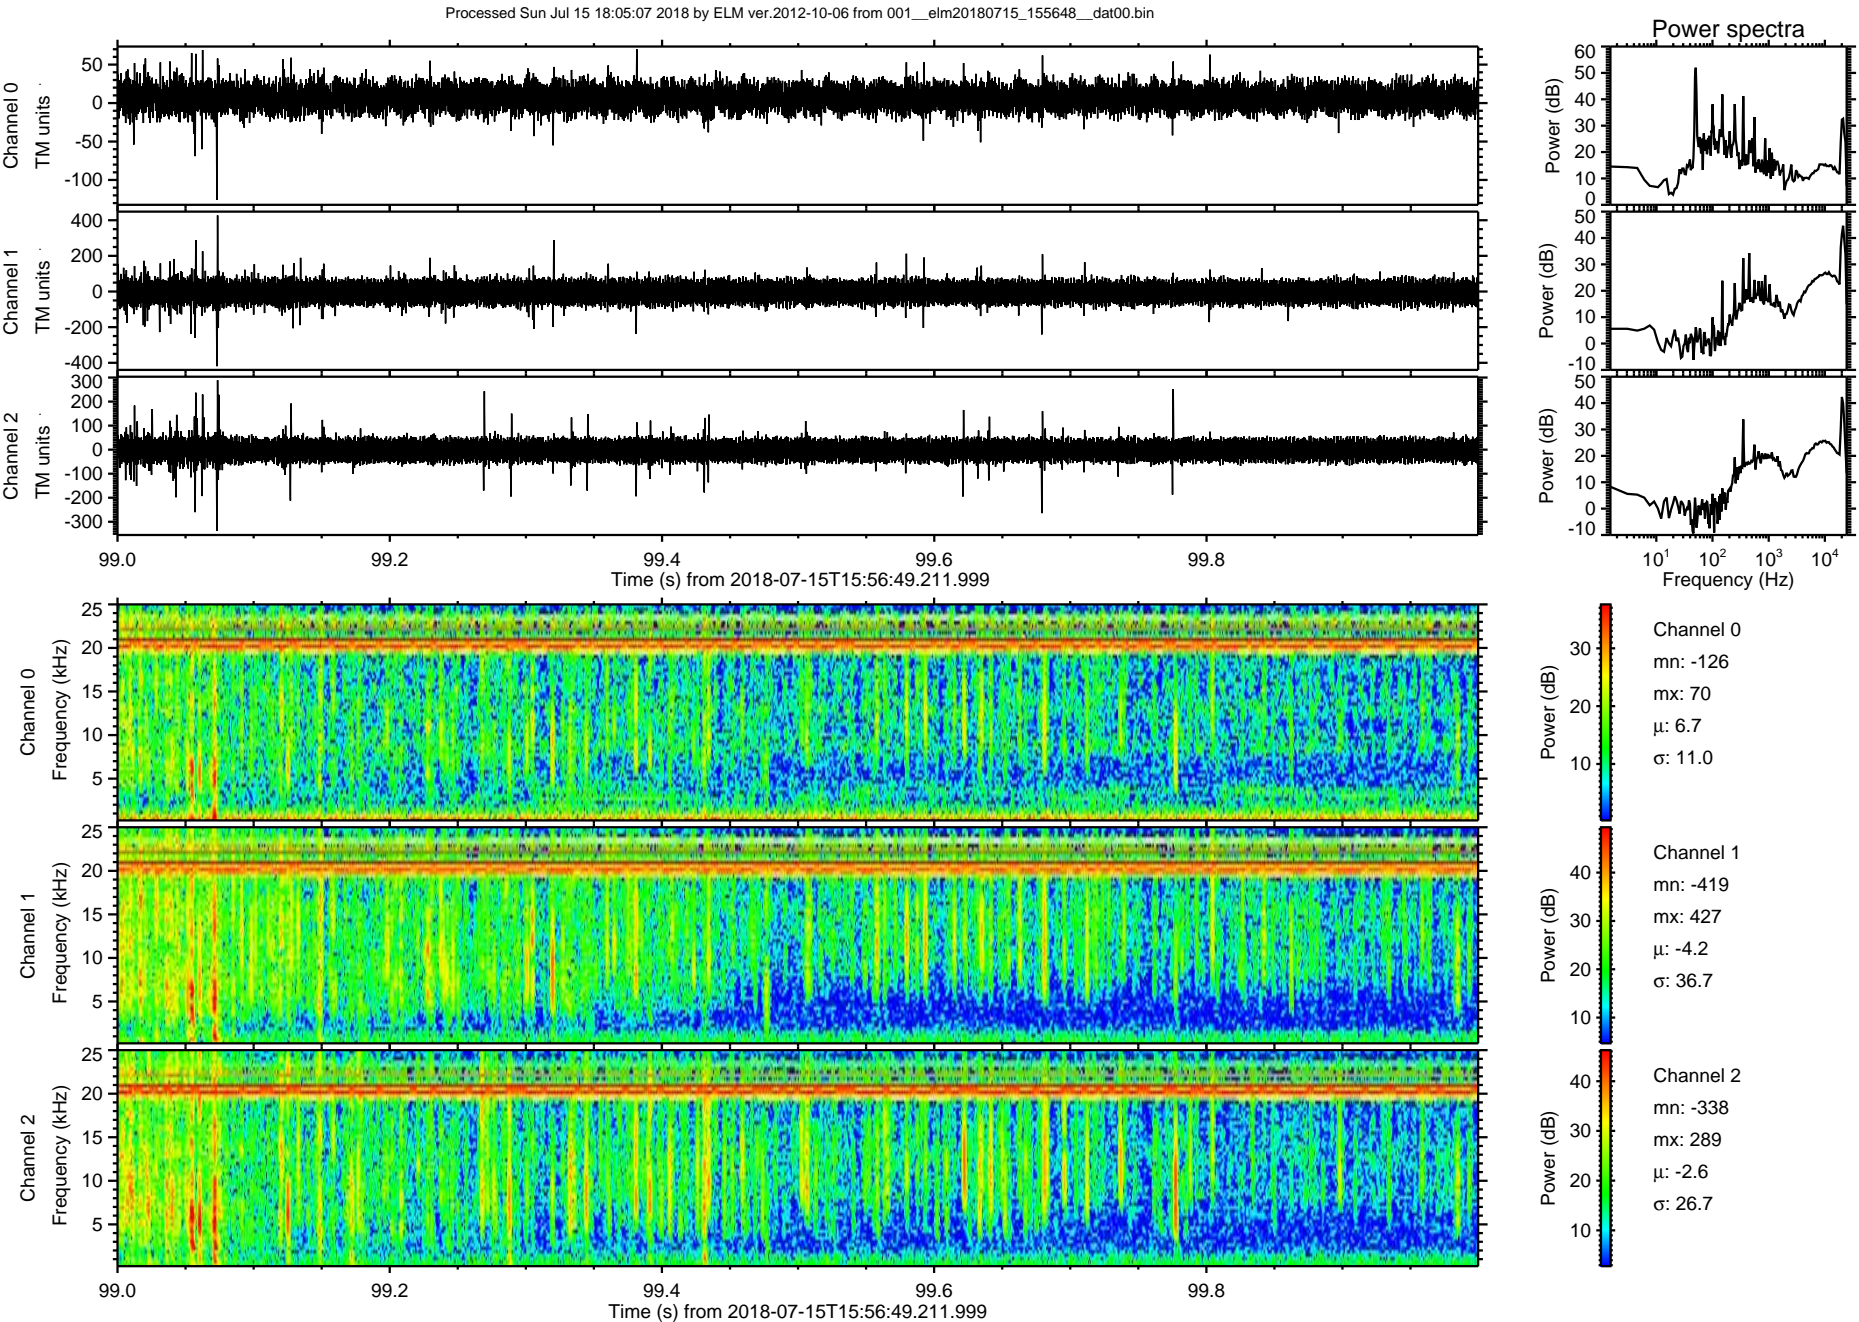 Processed Sun Jul 15 18:05:07 2018 by ELM ver.2012-10-06 from 001__elm20180715_155648__dat00.bin
Power spectra
Channel 0
TM units
50
0
-50
-100
Power (dB)
60
50
40
30
20
10
0
Channel 1
TM units
400
200
0
-200
-400
Power (dB)
50
40
30
20
10
0
-10
Channel 2
TM units
300
200
100
0
-100
-200
-300
Power (dB)
50
40
30
20
10
0
-10
99.0 99.2 99.4 99.6 99.8
Time (s) from 2018-07-15T15:56:49.211.999
10¹ 10² 10³ 10⁴
Frequency (Hz)
Channel 0
Frequency (kHz)
25
20
15
10
5
Power (dB)
30
20
10
Channel 0
mn: -126
mx: 70
μ: 6.7
σ: 11.0
Channel 1
Frequency (kHz)
25
20
15
10
5
Power (dB)
40
30
20
10
Channel 1
mn: -419
mx: 427
μ: -4.2
σ: 36.7
Channel 2
Frequency (kHz)
25
20
15
10
5
Power (dB)
40
30
20
10
Channel 2
mn: -338
mx: 289
μ: -2.6
σ: 26.7
99.0 99.2 99.4 99.6 99.8
Time (s) from 2018-07-15T15:56:49.211.999